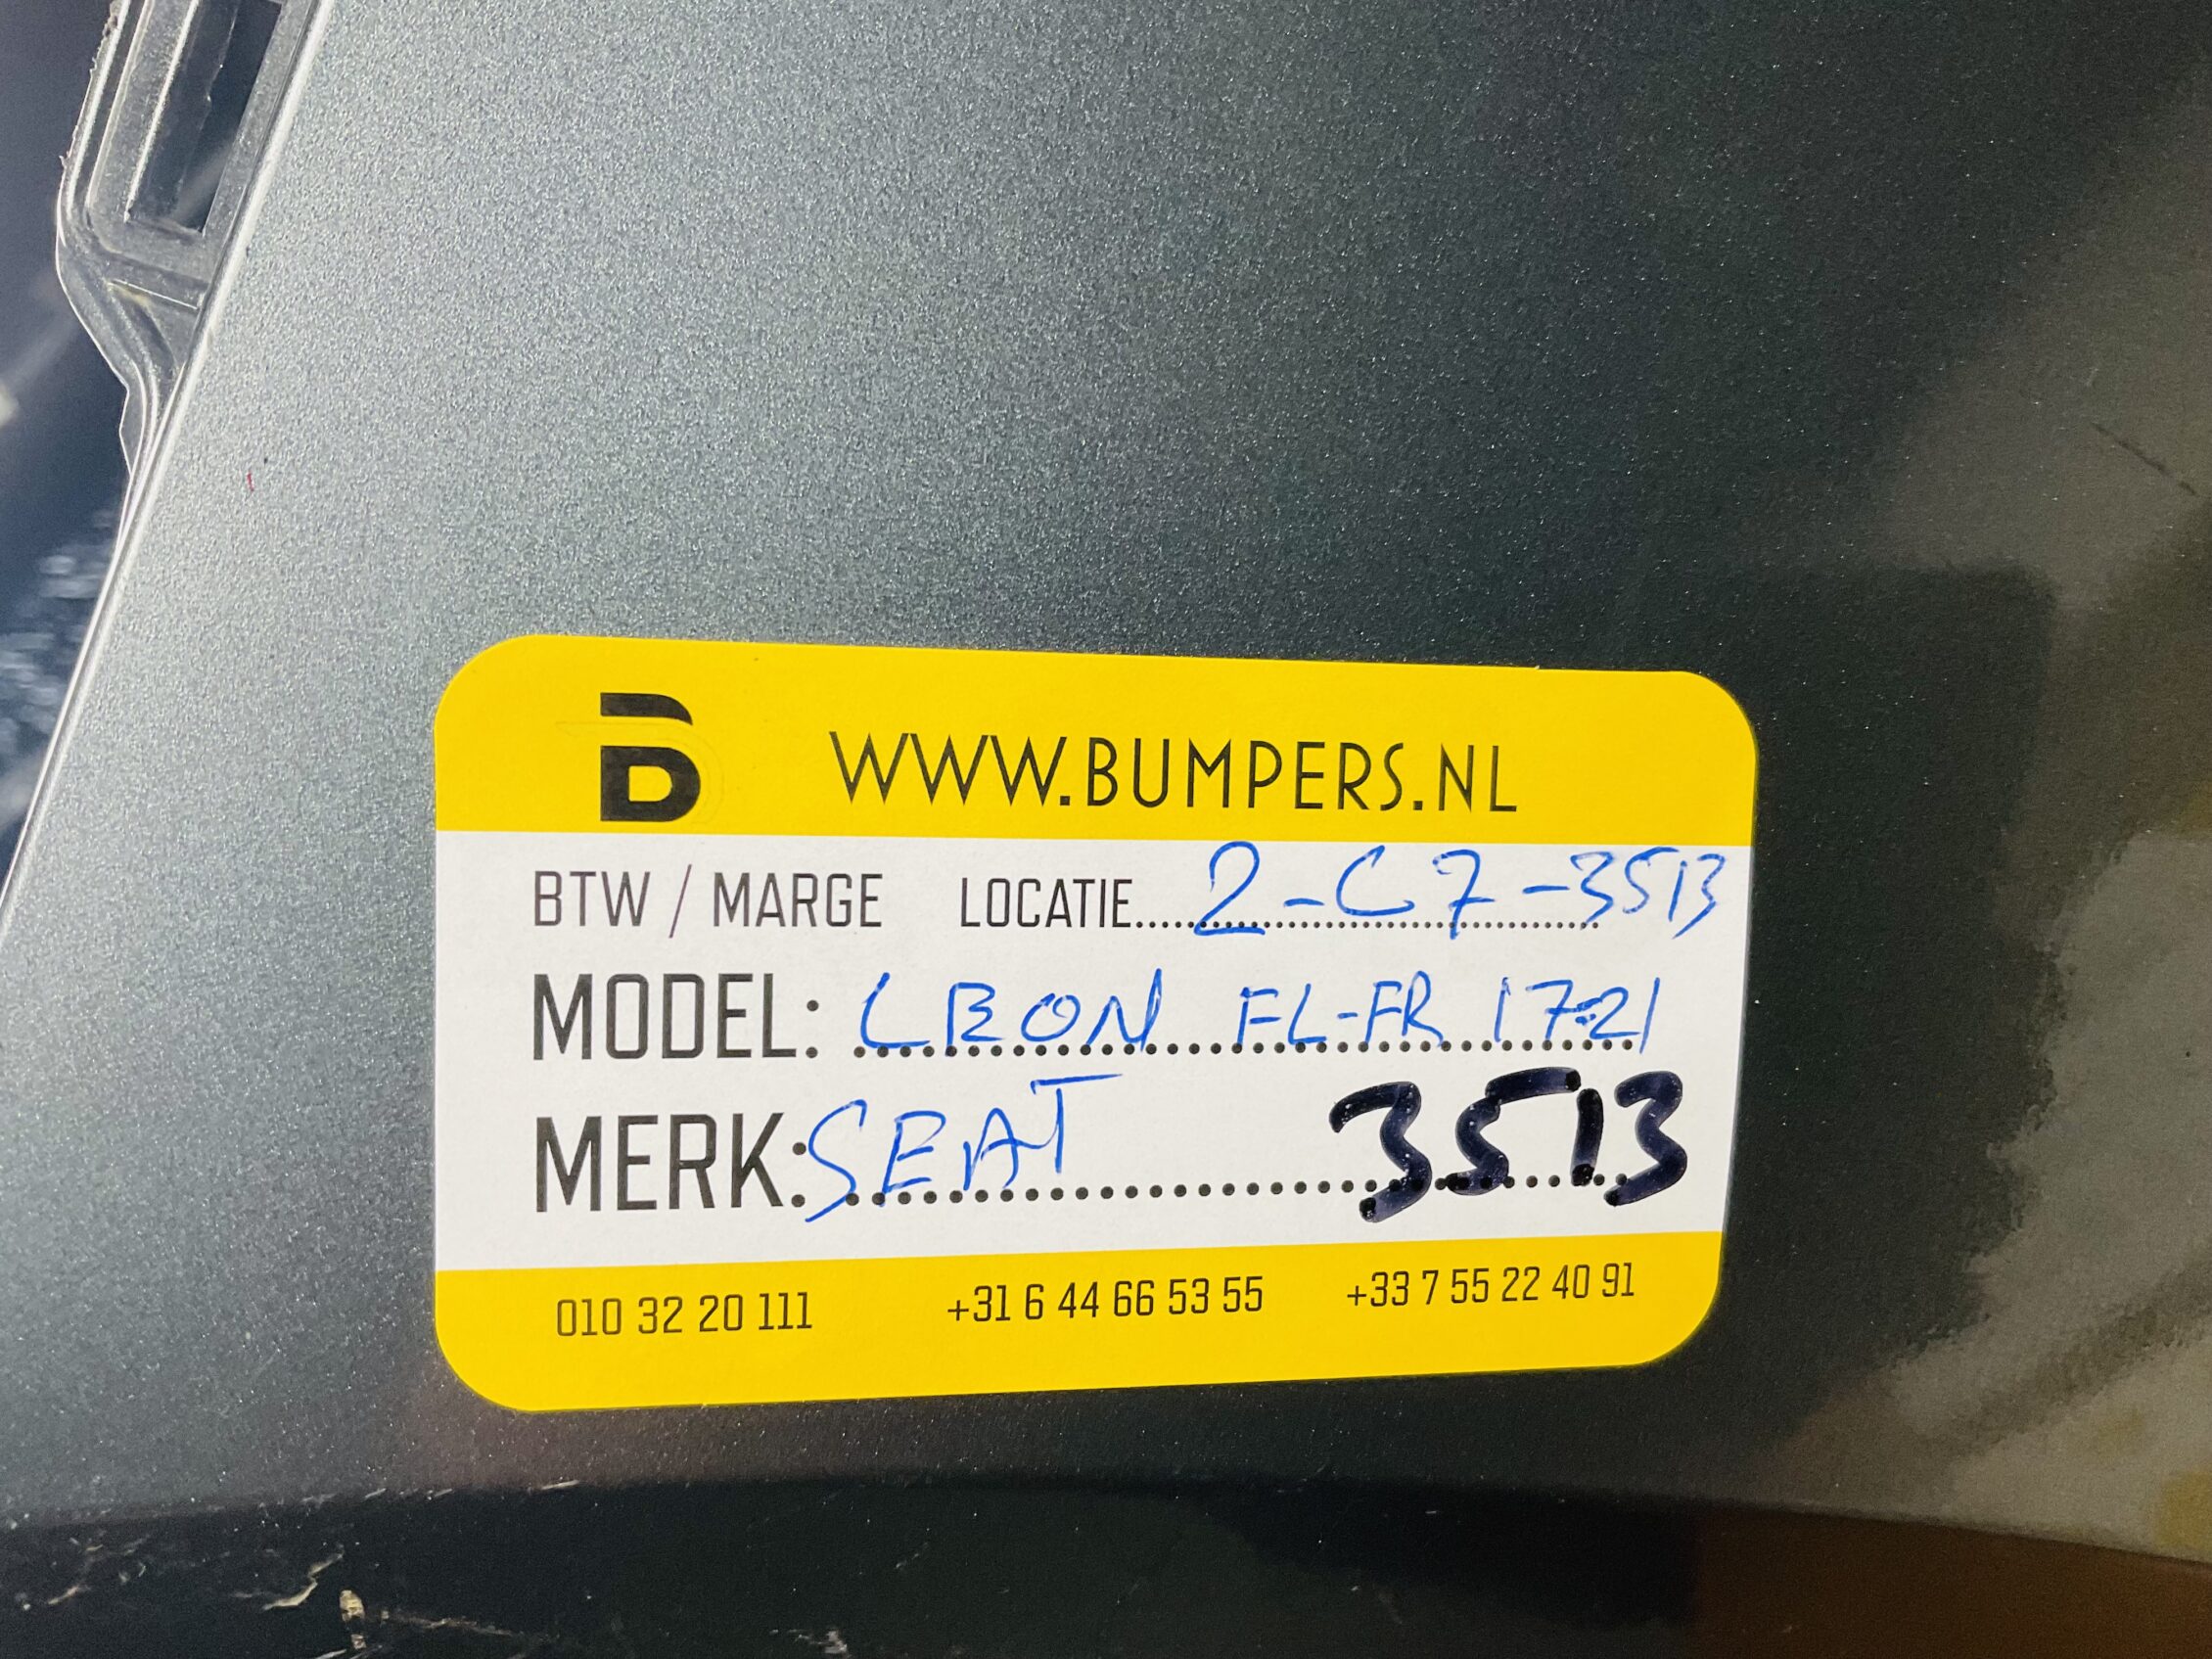 B WWW.BUMPERS.NL
BTW / MARGE LOCATIE.....2-C7-3513
MODEL: LEON FL-FR 17-21
MERK: SEAT 3513
010 32 20 111 +31 6 44 66 53 55 +33 7 55 22 40 91